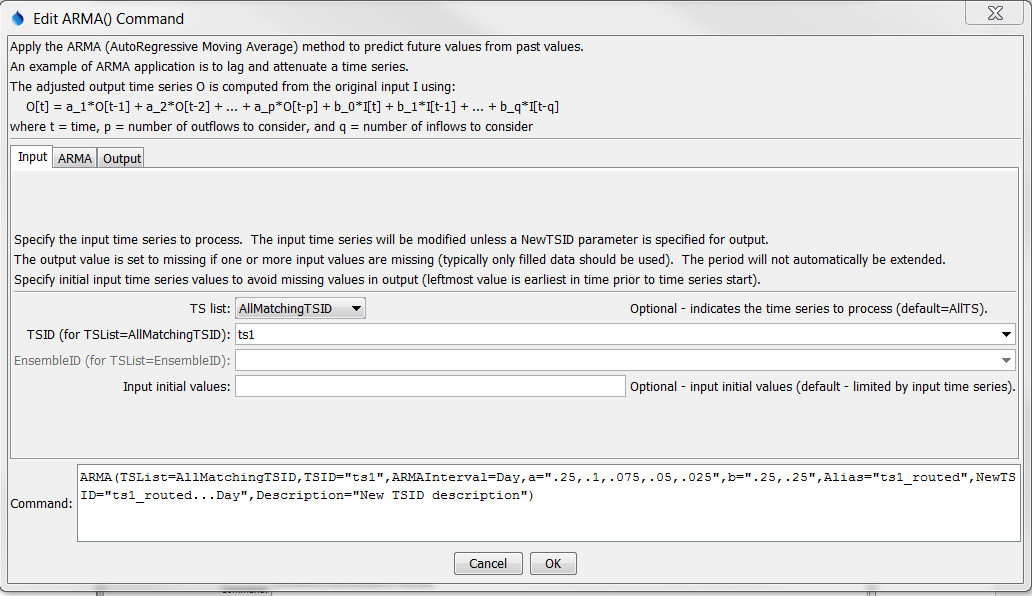 Edit ARMA() Command
Apply the ARMA (AutoRegressive Moving Average) method to predict future values from past values.
An example of ARMA application is to lag and attenuate a time series.
The adjusted output time series O is computed from the original input I using:
O[t] = a_1*O[t-1] + a_2*O[t-2] + ... + a_p*O[t-p] + b_0*I[t] + b_1*I[t-1] + ... + b_q*I[t-q]
where t = time, p = number of outflows to consider, and q = number of inflows to consider
Input ARMA Output
Specify the input time series to process.  The input time series will be modified unless a NewTSID parameter is specified for output.
The output value is set to missing if one or more input values are missing (typically only filled data should be used).  The period will not automatically be extended.
Specify initial input time series values to avoid missing values in output (leftmost value is earliest in time prior to time series start).
TS list: AllMatchingTSID Optional - indicates the time series to process (default=AllTS).
TSID (for TSList=AllMatchingTSID): ts1
EnsembleID (for TSList=EnsembleID):
Input initial values: Optional - input initial values (default - limited by input time series).
Command: ARMA(TSList=AllMatchingTSID,TSID="ts1",ARMAInterval=Day,a=".25,.1,.075,.05,.025",b=".25,.25",Alias="ts1_routed",NewTS
ID="ts1_routed...Day",Description="New TSID description")
Cancel OK